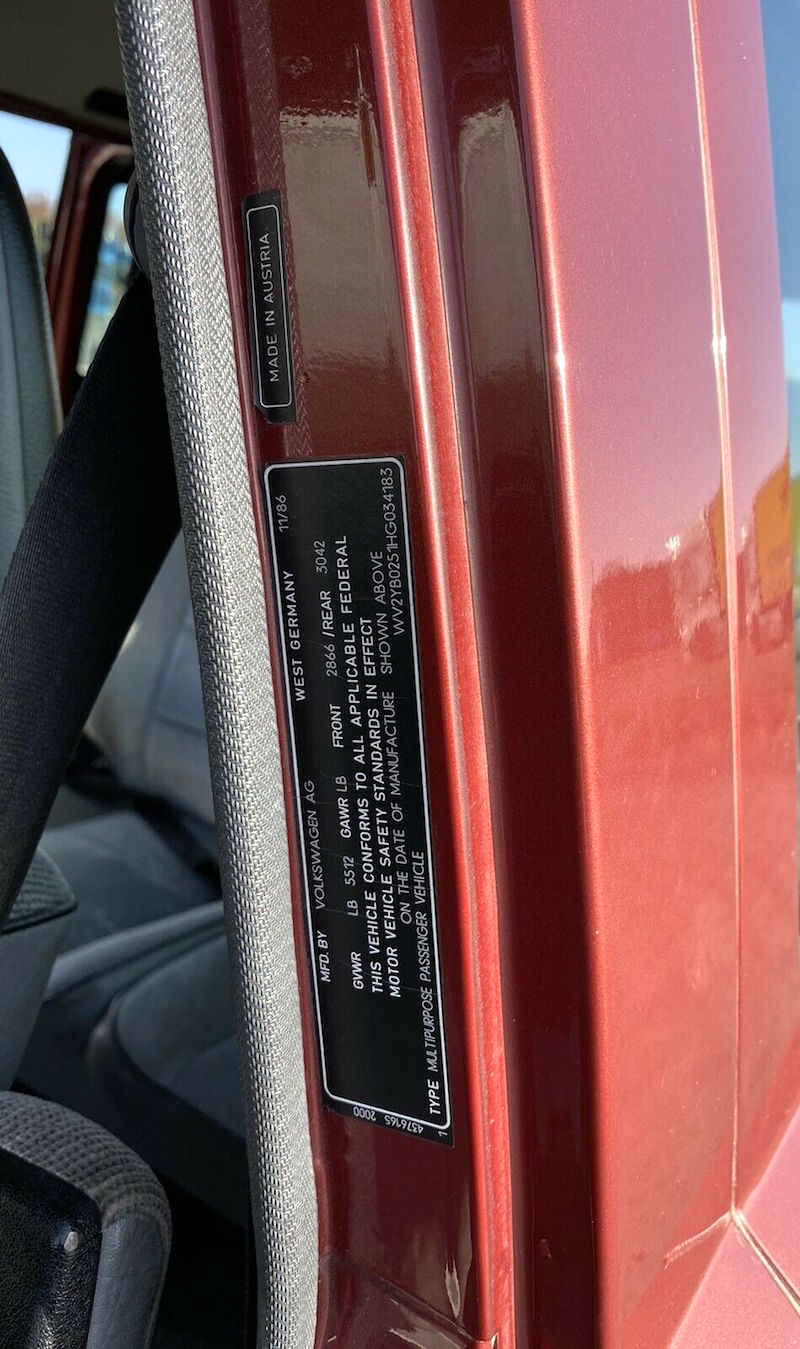 MADE IN AUSTRIA
MFD. BY VOLKSWAGEN AG WEST GERMANY 11/86
GVWR LB 5512 GAWR LB FRONT 2866 /REAR 3042
THIS VEHICLE CONFORMS TO ALL APPLICABLE FEDERAL
MOTOR VEHICLE SAFETY STANDARDS IN EFFECT
ON THE DATE OF MANUFACTURE SHOWN ABOVE
WV2YB0251HG034183
TYPE MULTIPURPOSE PASSENGER VEHICLE
437616S 2000
1